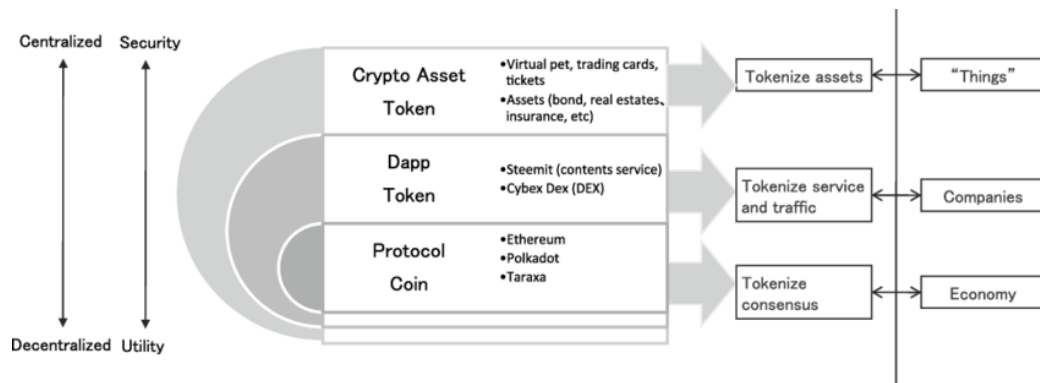 Centralized
Security
Decentralized
Utility
Crypto Asset
Token
•Virtual pet, trading cards,
tickets
•Assets (bond, real estates、
insurance, etc)
Tokenize assets
“Things”
Dapp
Token
•Steemit (contents service)
•Cybex Dex (DEX)
Tokenize service
and traffic
Companies
Protocol
Coin
•Ethereum
•Polkadot
•Taraxa
Tokenize
consensus
Economy